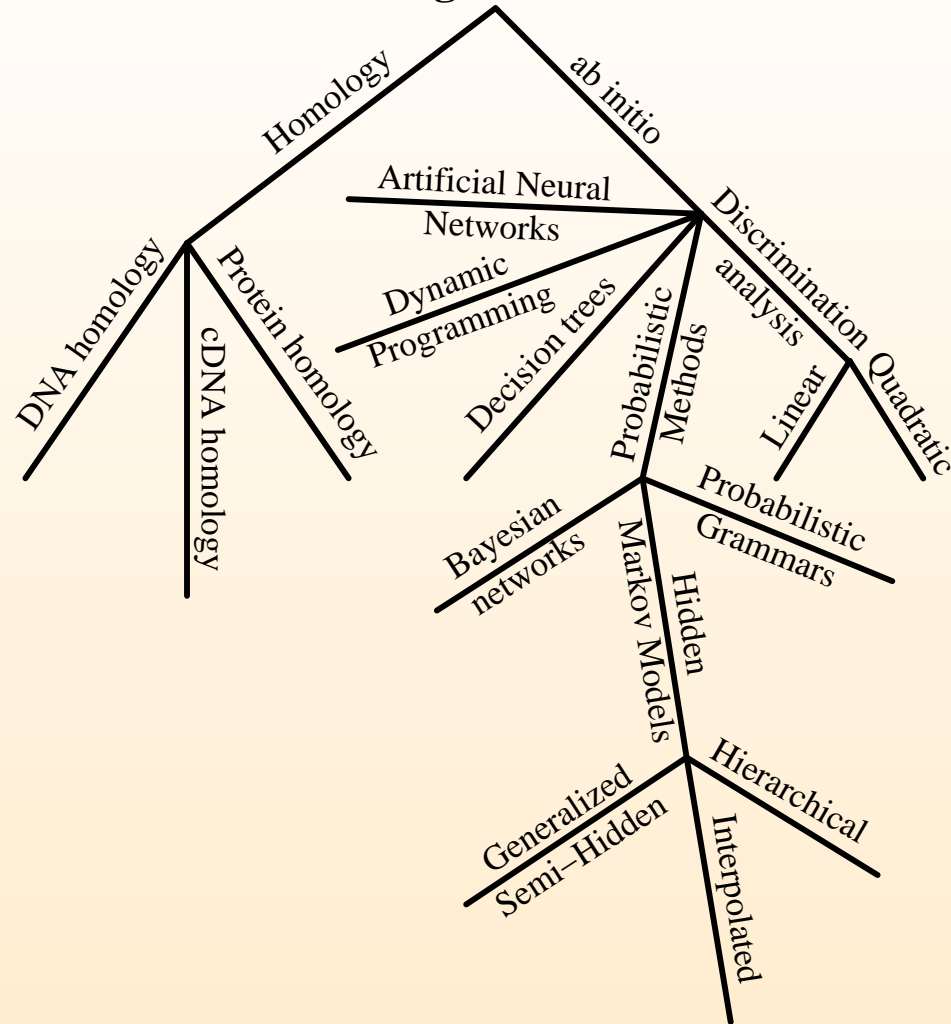 Homology
ab initio
Artificial Neural
Networks
Dynamic
Programming
Decision trees
Probabilistic
Methods
Discrimination
analysis
Linear
Quadratic
DNA homology
cDNA homology
Protein homology
Bayesian
networks
Hidden
Markov Models
Probabilistic
Grammars
Generalized
Semi–Hidden
Interpolated
Hierarchical